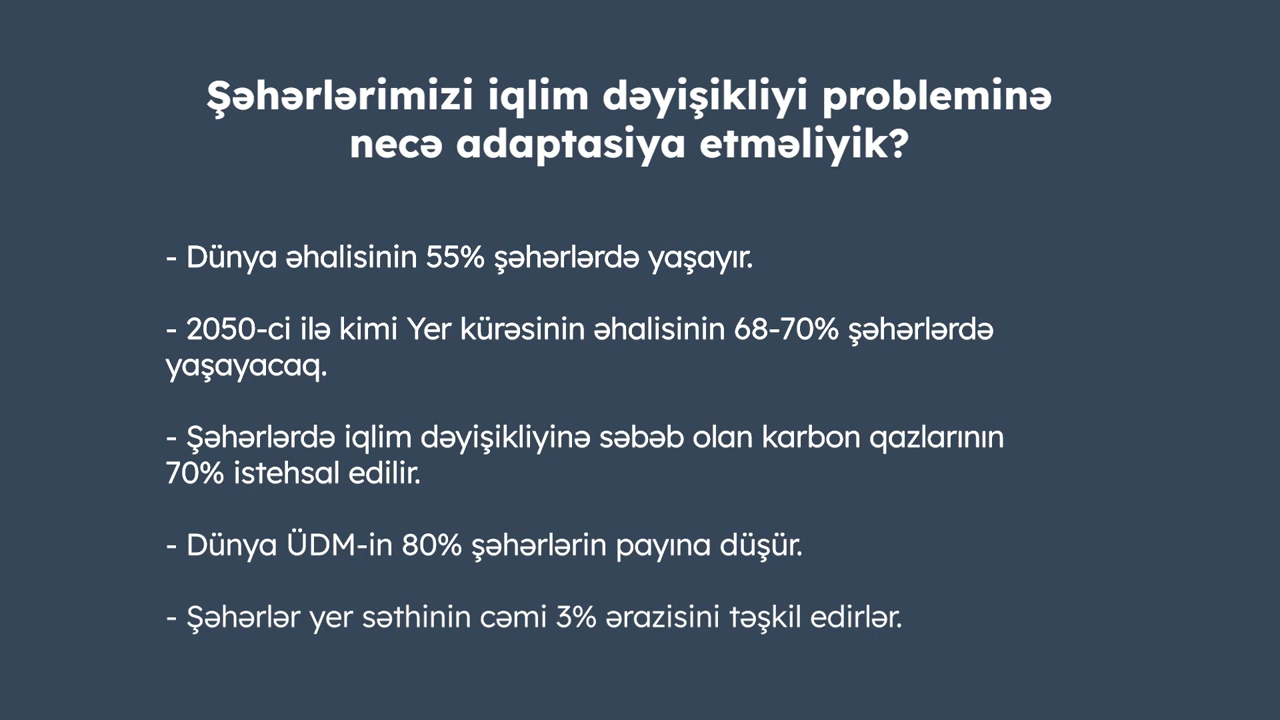 Şəhərlərimizi iqlim dəyişikliyi probleminə
necə adaptasiya etməliyik?
- Dünya əhalisinin 55% şəhərlərdə yaşayır.
- 2050-ci ilə kimi Yer kürəsinin əhalisinin 68-70% şəhərlərdə
yaşayacaq.
- Şəhərlərdə iqlim dəyişikliyinə səbəb olan karbon qazlarının
70% istehsal edilir.
- Dünya ÜDM-in 80% şəhərlərin payına düşür.
- Şəhərlər yer səthinin cəmi 3% ərazisini təşkil edirlər.